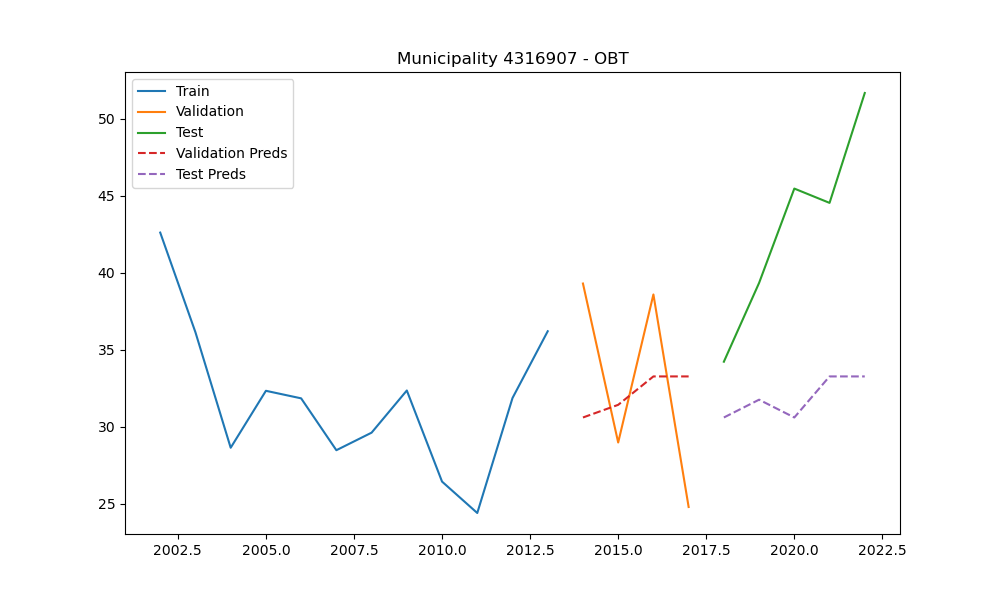 Municipality 4316907 - OBT
Train
Validation
Test
Validation Preds
Test Preds
50
45
40
35
30
25
2002.5 2005.0 2007.5 2010.0 2012.5 2015.0 2017.5 2020.0 2022.5